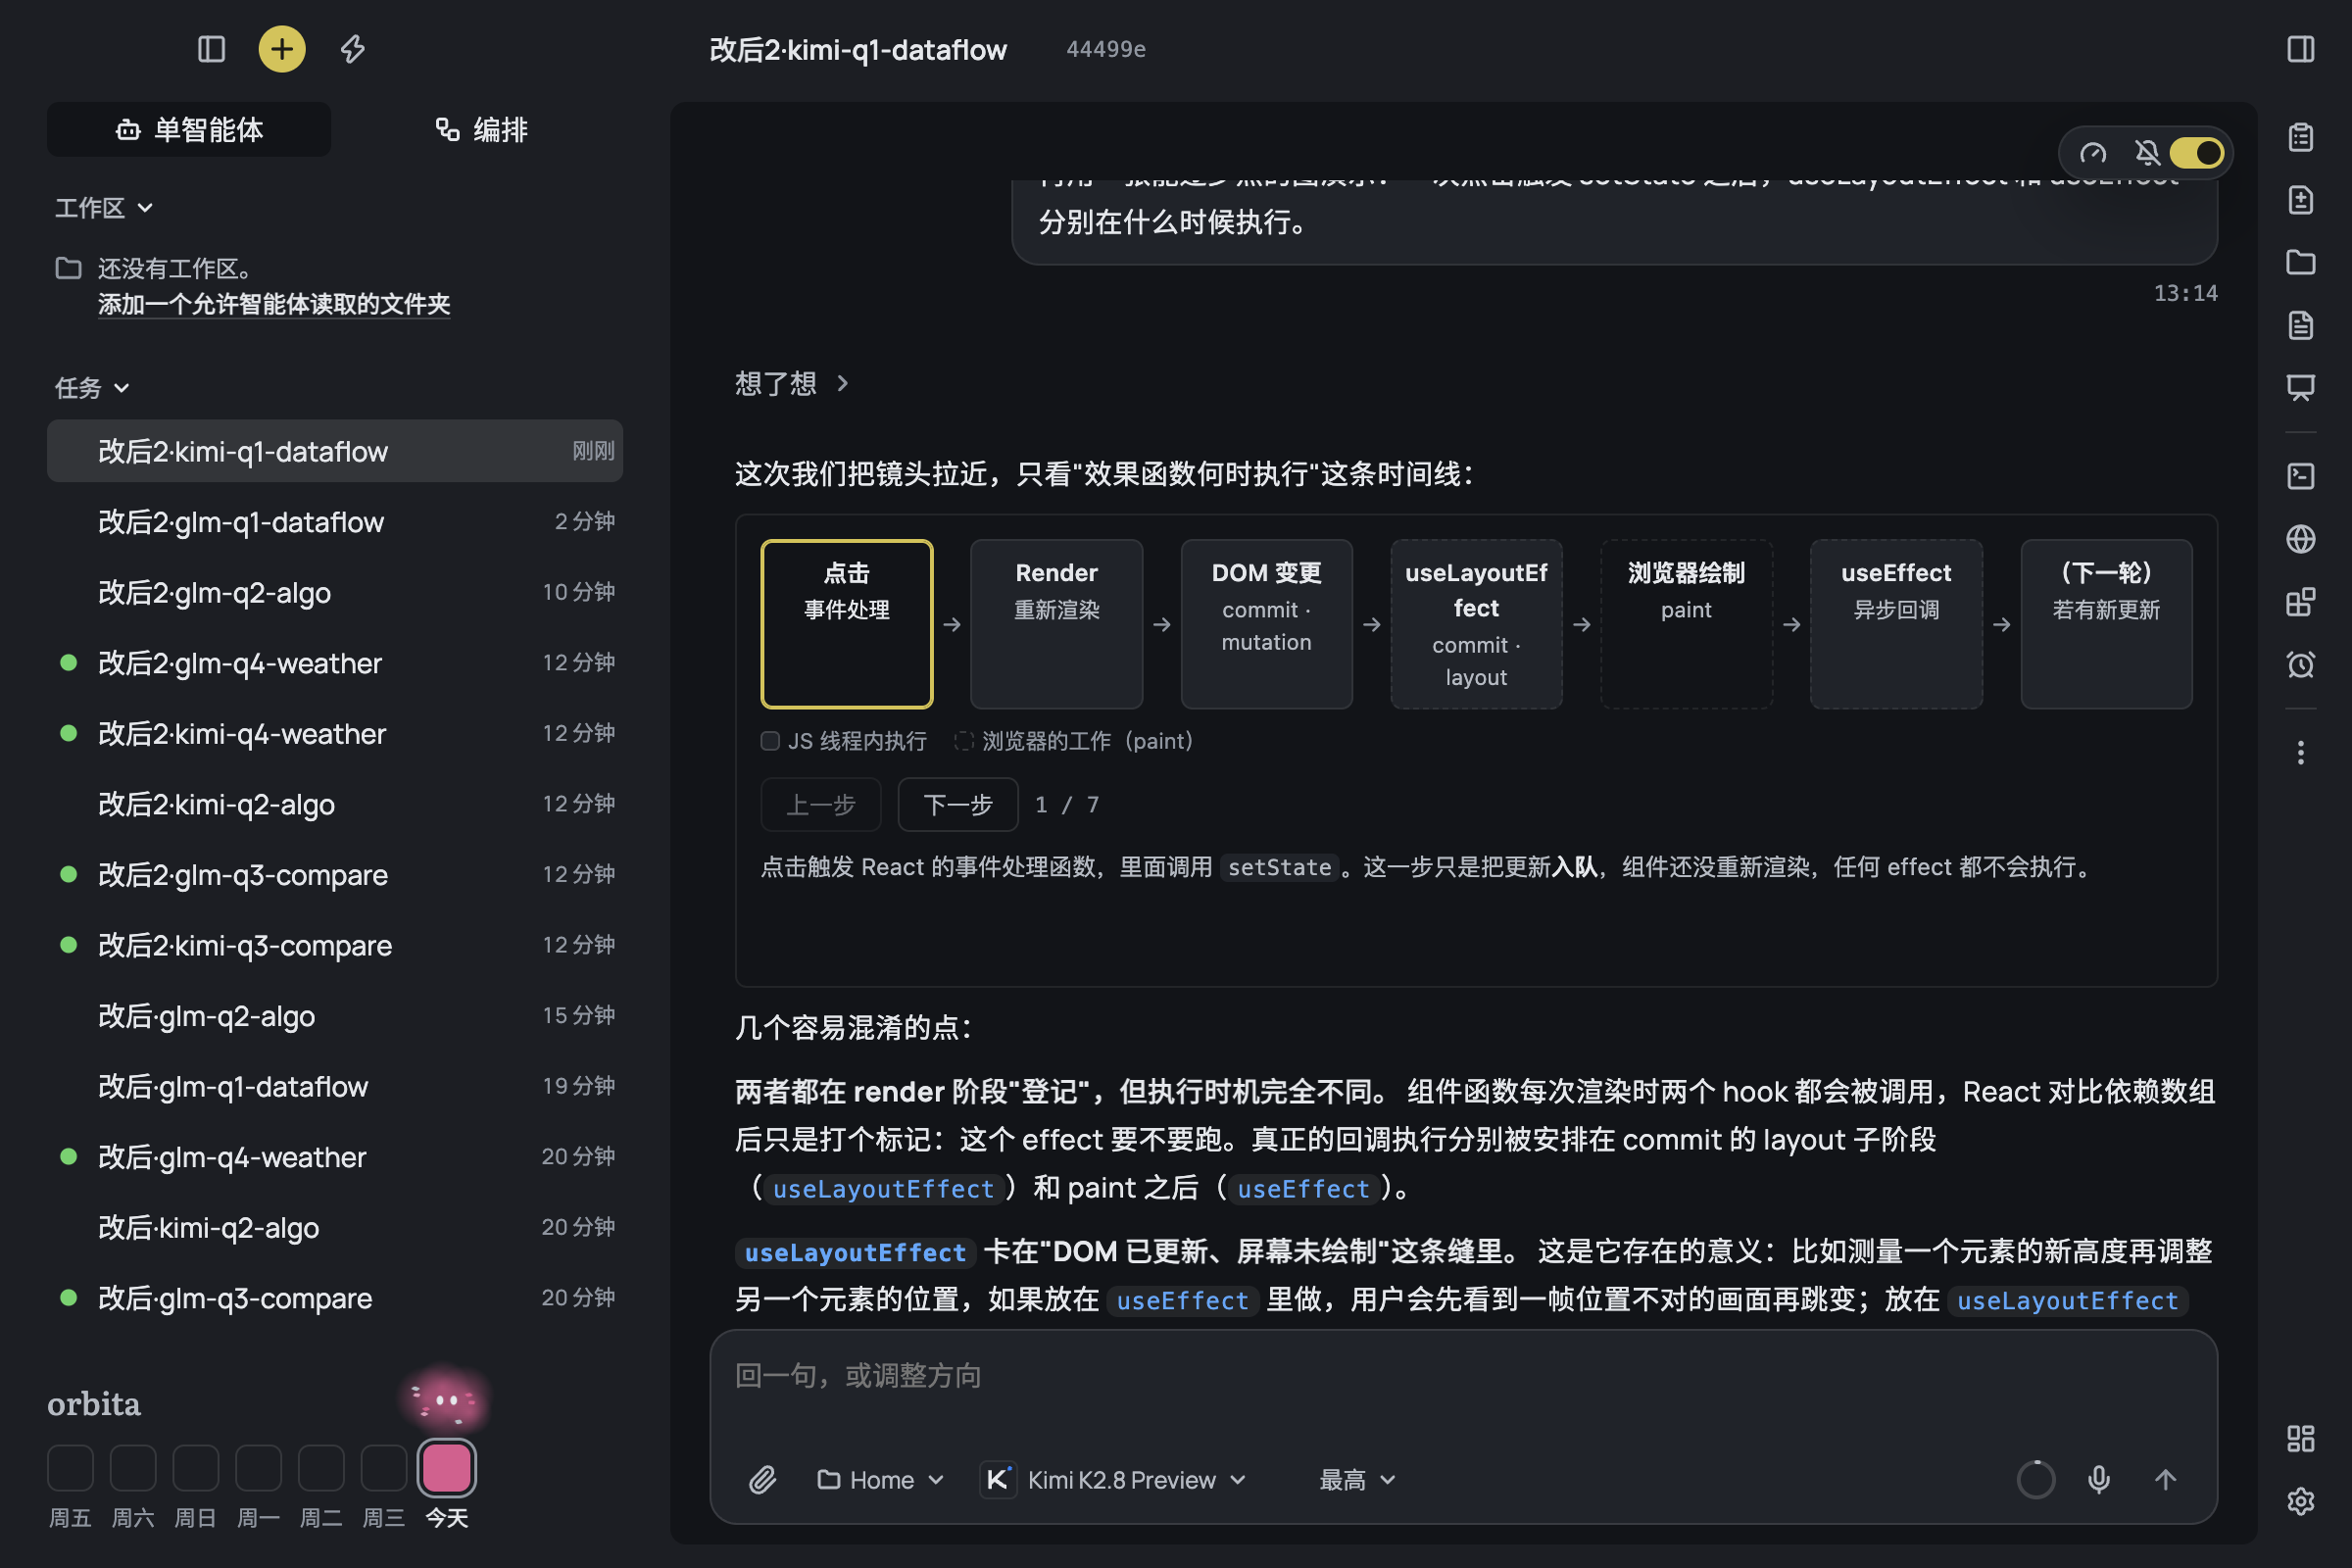 改后2·kimi-q1-dataflow
44499e
单智能体
编排
工作区
还没有工作区。
添加一个允许智能体读取的文件夹
任务
改后2·kimi-q1-dataflow 刚刚
改后2·glm-q1-dataflow 2 分钟
改后2·glm-q2-algo 10 分钟
改后2·glm-q4-weather 12 分钟
改后2·kimi-q4-weather 12 分钟
改后2·kimi-q2-algo 12 分钟
改后2·glm-q3-compare 12 分钟
改后2·kimi-q3-compare 12 分钟
改后·glm-q2-algo 15 分钟
改后·glm-q1-dataflow 19 分钟
改后·glm-q4-weather 20 分钟
改后·kimi-q2-algo 20 分钟
改后·glm-q3-compare 20 分钟
orbita
周五 周六 周日 周一 周二 周三 今天
分别在什么时候执行。
13:14
想了想
这次我们把镜头拉近，只看"效果函数何时执行"这条时间线：
点击
事件处理
Render
重新渲染
DOM 变更
commit ·
mutation
useLayoutEf
fect
commit ·
layout
浏览器绘制
paint
useEffect
异步回调
（下一轮）
若有新更新
JS 线程内执行 浏览器的工作（paint）
上一步 下一步 1 / 7
点击触发 React 的事件处理函数，里面调用 setState。这一步只是把更新入队，组件还没重新渲染，任何 effect 都不会执行。
几个容易混淆的点：
两者都在 render 阶段"登记"，但执行时机完全不同。 组件函数每次渲染时两个 hook 都会被调用，React 对比依赖数组
后只是打个标记：这个 effect 要不要跑。真正的回调执行分别被安排在 commit 的 layout 子阶段
（useLayoutEffect）和 paint 之后（useEffect）。
useLayoutEffect 卡在"DOM 已更新、屏幕未绘制"这条缝里。 这是它存在的意义：比如测量一个元素的新高度再调整
另一个元素的位置，如果放在 useEffect 里做，用户会先看到一帧位置不对的画面再跳变；放在 useLayoutEffect
回一句，或调整方向
Home
Kimi K2.8 Preview
最高